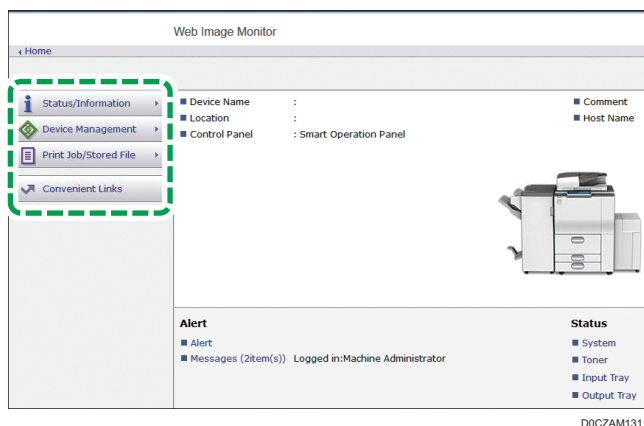 Web Image Monitor
Home
Status/Information
Device Management
Print Job/Stored File
Convenient Links
Device Name :
Location :
Control Panel : Smart Operation Panel
Comment
Host Name
Alert
Alert
Messages (2item(s)) Logged in:Machine Administrator
Status
System
Toner
Input Tray
Output Tray
D0CZAM131